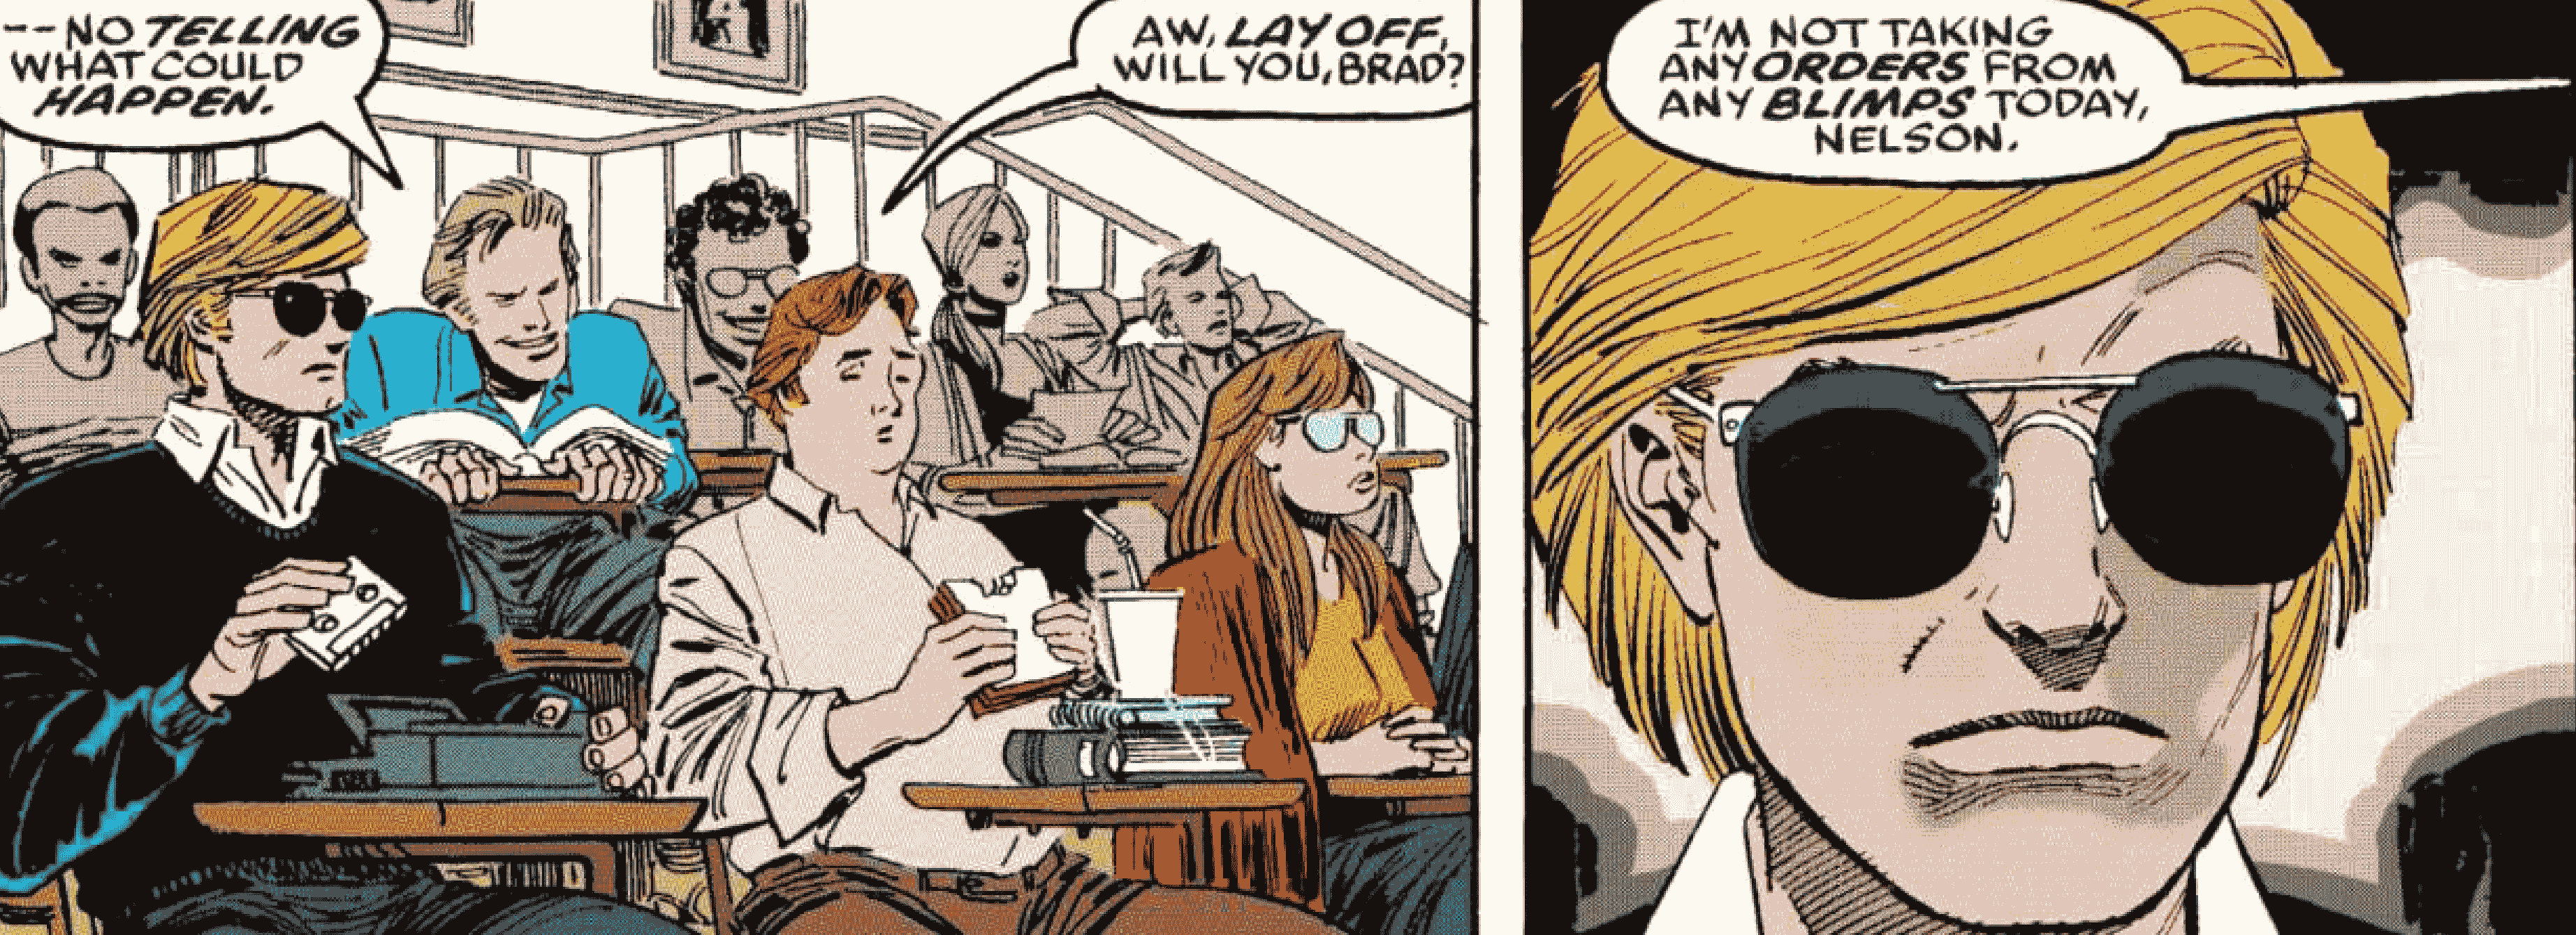 --NO TELLING
WHAT COULD
HAPPEN.
AW, LAY OFF,
WILL YOU, BRAD?
I'M NOT TAKING
ANY ORDERS FROM
ANY BLIMPS TODAY,
NELSON.